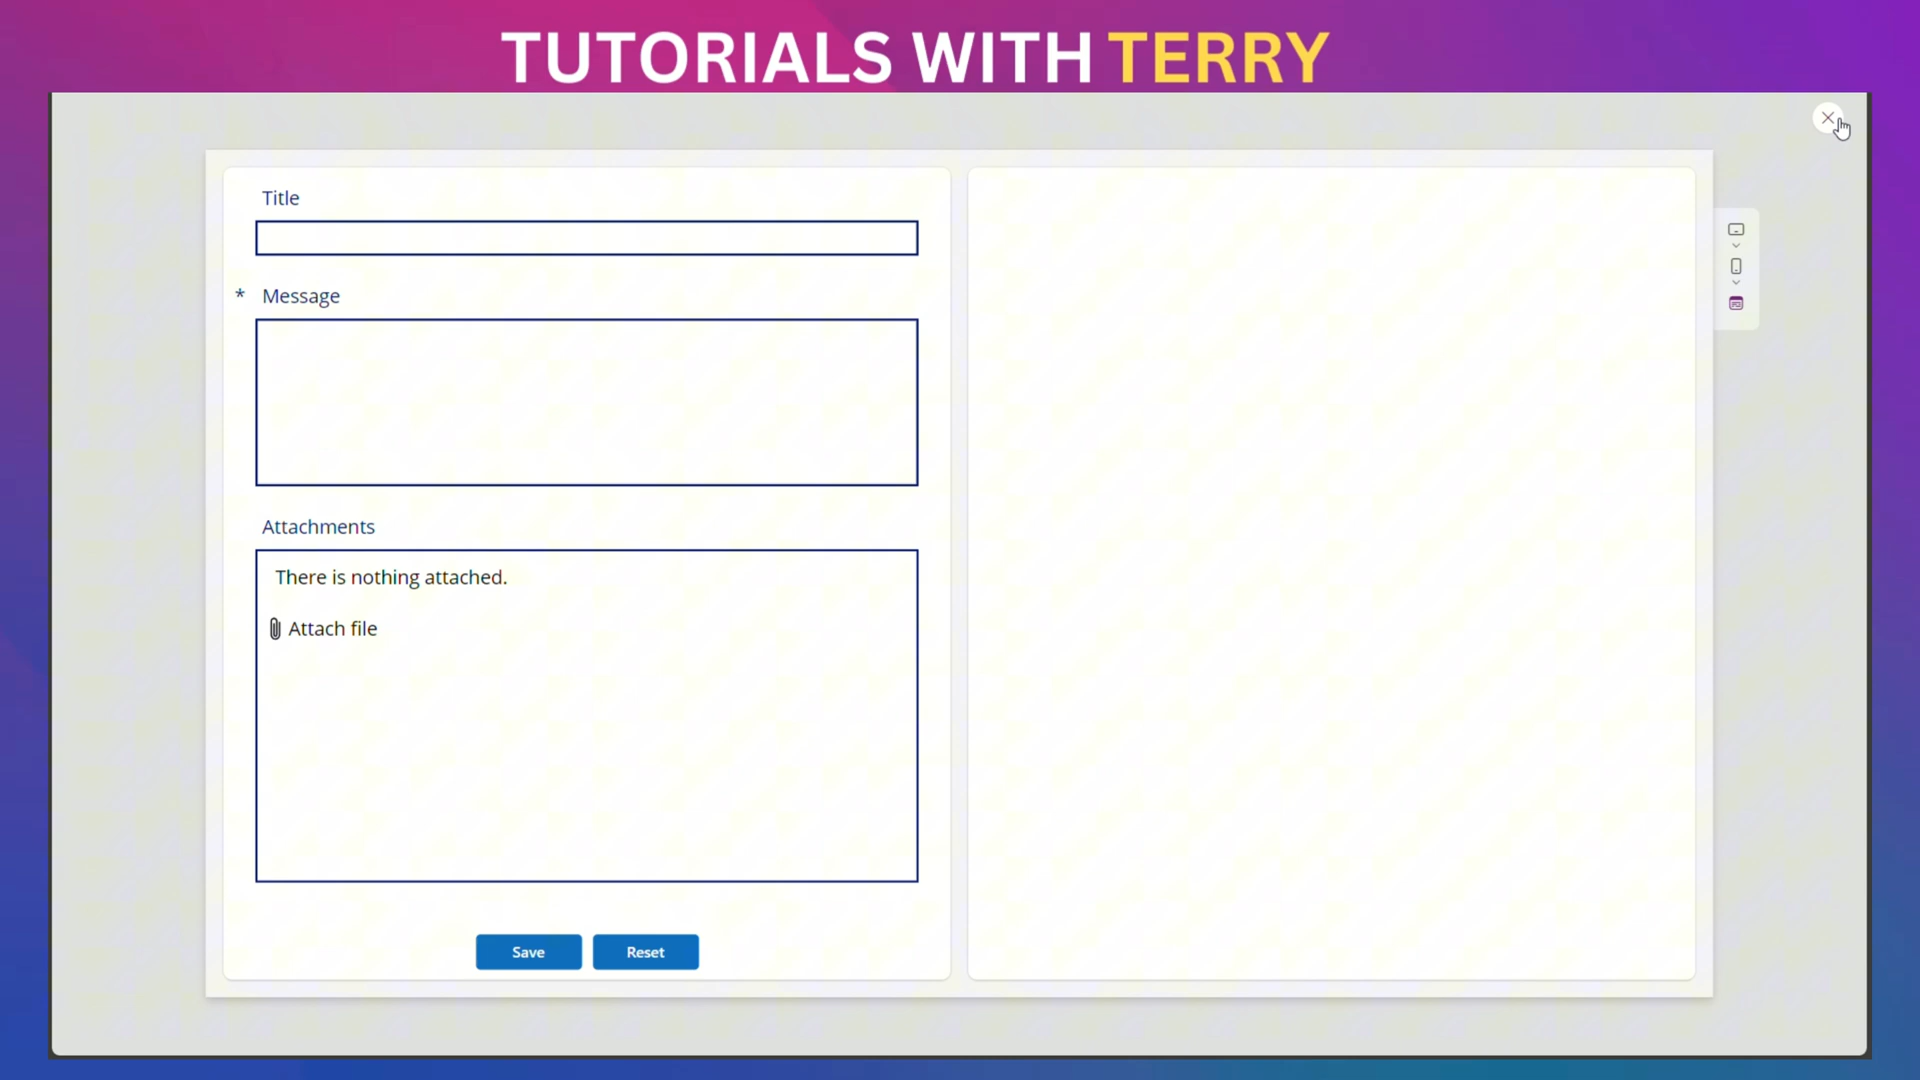 TUTORIALS WITH TERRY
Title
* Message
Attachments
There is nothing attached.
Attach file
Save Reset